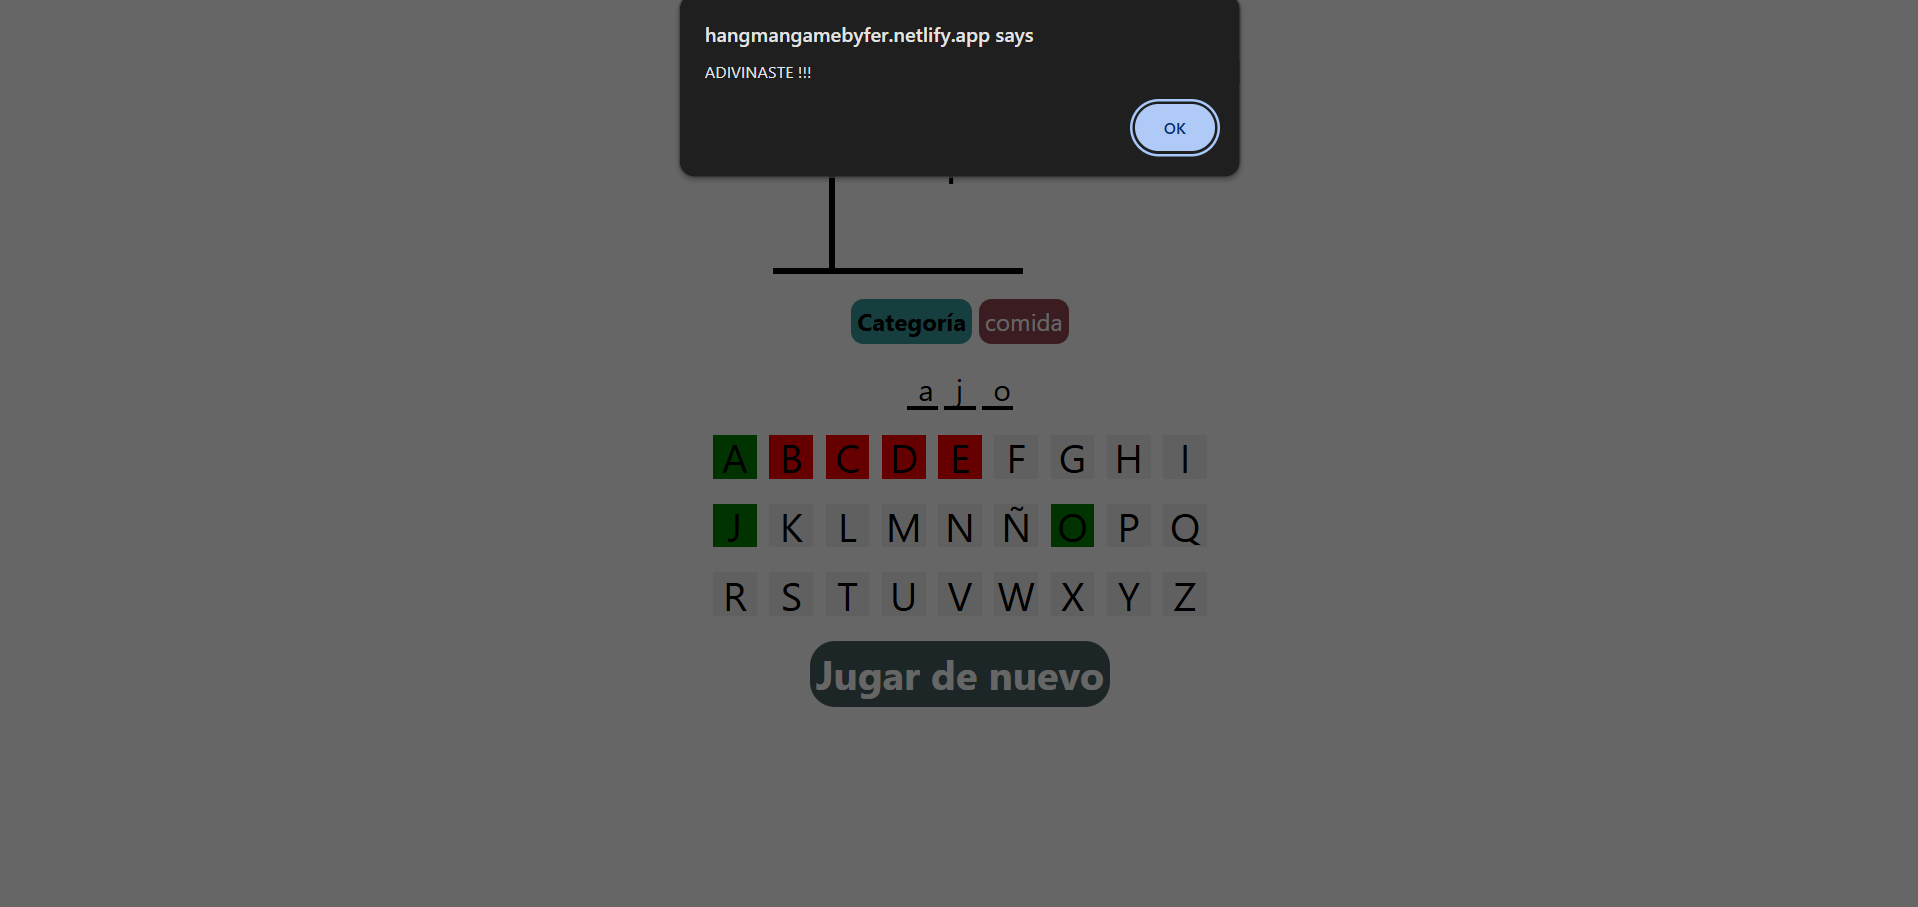 hangmangamebyfer.netlify.app says
ADIVINASTE !!!
OK
Categoría comida
a j o
A B C D E F G H I
J K L M N Ñ O P Q
R S T U V W X Y Z
Jugar de nuevo